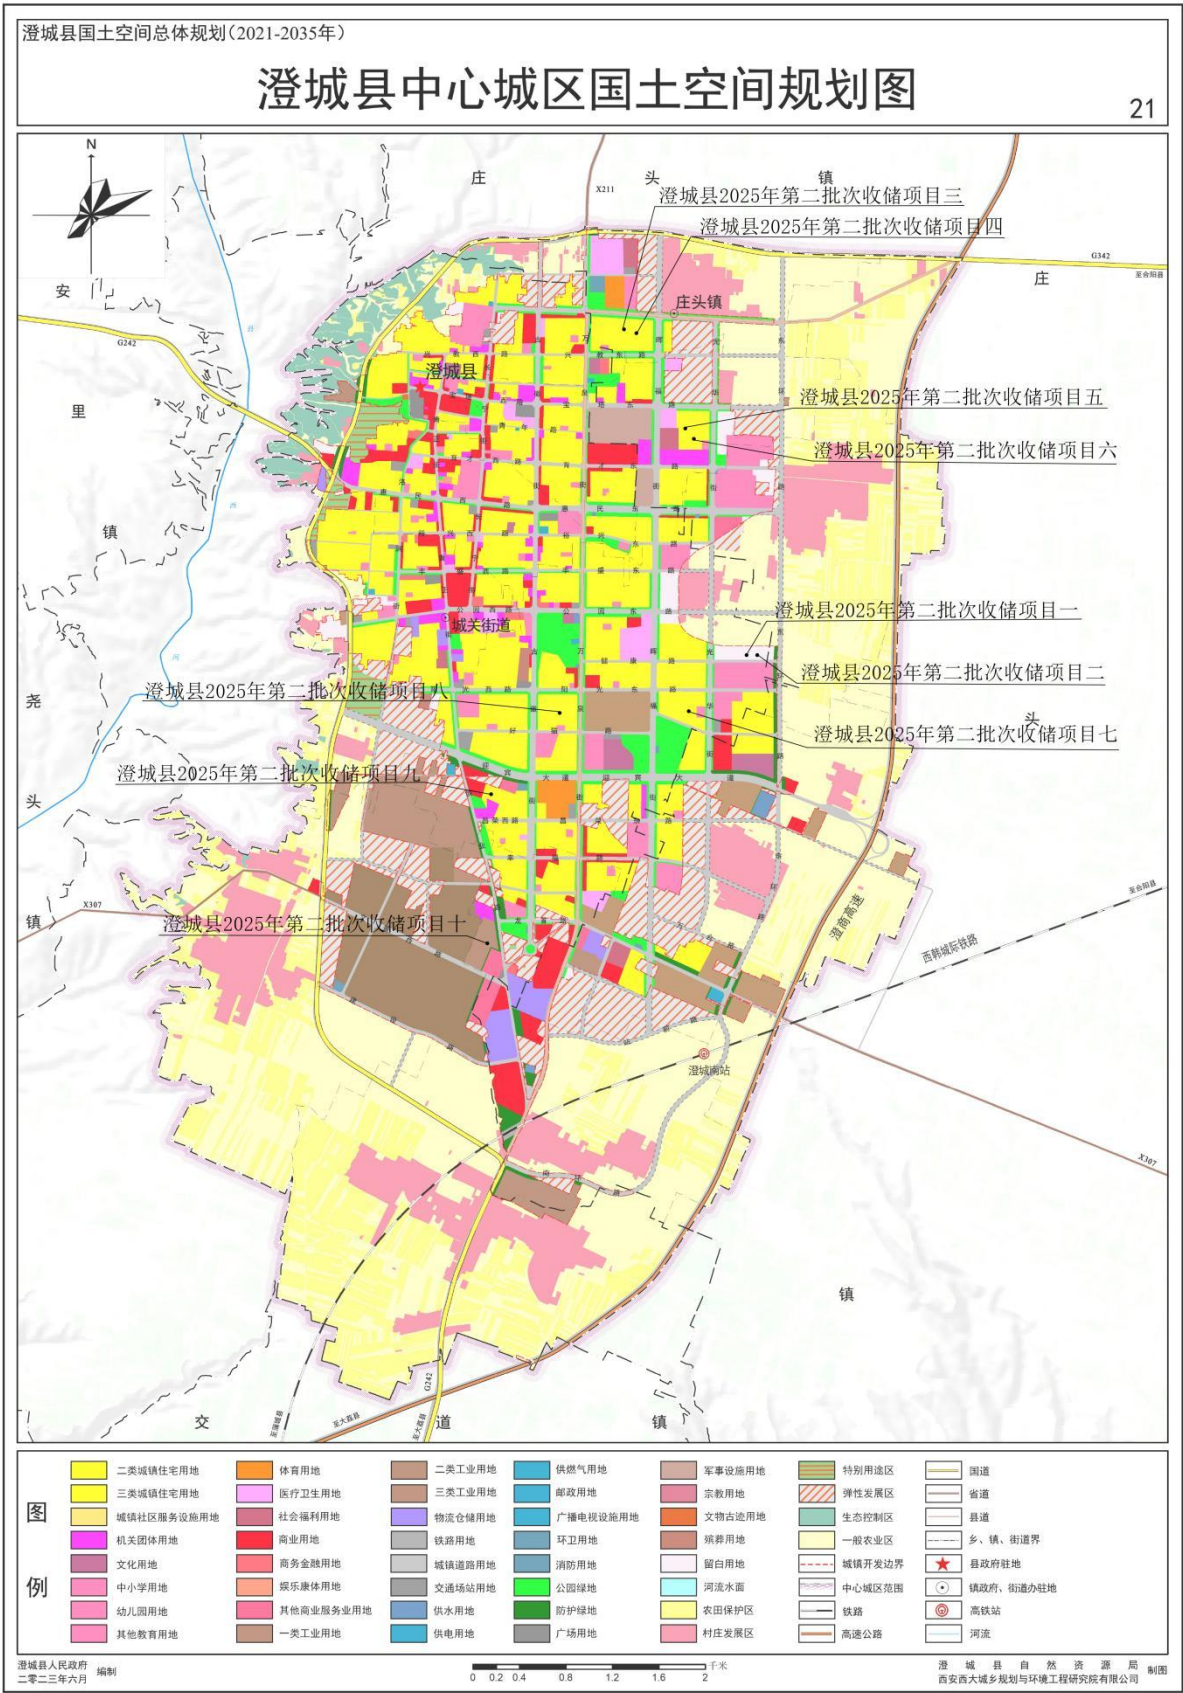 澄城县国土空间总体规划(2021-2035年)
澄城县中心城区国土空间规划图
21
N
庄
头
镇
X211
澄城县2025年第二批次收储项目三
澄城县2025年第二批次收储项目四
G342
至合阳县
庄
安
G242
庄头镇
澄城县
里
澄城县2025年第二批次收储项目五
澄城县2025年第二批次收储项目六
镇
澄城县2025年第二批次收储项目一
城关街道
澄城县2025年第二批次收储项目二
澄城县2025年第二批次收储项目八
尧
头
澄城县2025年第二批次收储项目七
澄城县2025年第二批次收储项目九
头
X307
镇
澄城县2025年第二批次收储项目十
澄商高速
西韩城际铁路
至合阳县
澄城南站
X307
镇
G242
交
至蒲城县
至大荔县
至大荔县
道
镇
图
例
二类城镇住宅用地
三类城镇住宅用地
城镇社区服务设施用地
机关团体用地
文化用地
中小学用地
幼儿园用地
其他教育用地
体育用地
医疗卫生用地
社会福利用地
商业用地
商务金融用地
娱乐康体用地
其他商业服务业用地
一类工业用地
二类工业用地
三类工业用地
物流仓储用地
铁路用地
城镇道路用地
交通场站用地
供水用地
供电用地
供燃气用地
邮政用地
广播电视设施用地
环卫用地
消防用地
公园绿地
防护绿地
广场用地
军事设施用地
宗教用地
文物古迹用地
殡葬用地
留白用地
河流水面
农田保护区
村庄发展区
特别用途区
弹性发展区
生态控制区
一般农业区
城镇开发边界
中心城区范围
铁路
高速公路
国道
省道
县道
乡、镇、街道界
县政府驻地
镇政府、街道办驻地
高铁站
河流
澄城县人民政府
二零二三年六月
编制
0 0.2 0.4 0.8 1.2 1.6 2 千米
澄城县自然资源局
西安西大城乡规划与环境工程研究院有限公司
制图